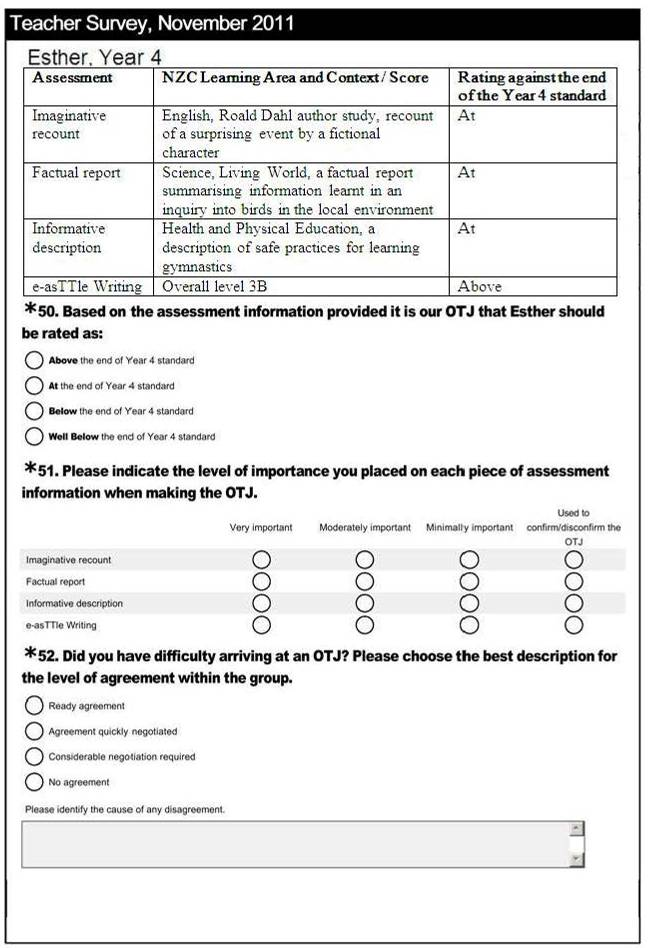 Teacher Survey, November 2011
Esther, Year 4
Assessment NZC Learning Area and Context/ Score Rating against the end
of the Year 4 standard
Imaginative English, Roald Dahl author study, recount At
recount of a surprising event by a fictional
character
Factual report Science, Living World, a factual report At
summarising information learnt in an
inquiry into birds in the local environment
Informative Health and Physical Education, a At
description description of safe practices for learning
gymnastics
e-asTTle Writing Overall level 3B Above
*50. Based on the assessment information provided it is our OTJ that Esther should
be rated as:
Above the end of Year 4 standard
At the end of Year 4 standard
Below the end of Year 4 standard
Well Below the end of Year 4 standard
*51. Please indicate the level of importance you placed on each piece of assessment
information when making the OTJ.
Used to
Very important Moderately important Minimally important confirm/disconfirm the
OTJ
Imaginative recount
Factual report
Informative description
e-asTTle Writing
*52. Did you have difficulty arriving at an OTJ? Please choose the best description for
the level of agreement within the group.
Ready agreement
Agreement quickly negotiated
Considerable negotiation required
No agreement
Please identify the cause of any disagreement.